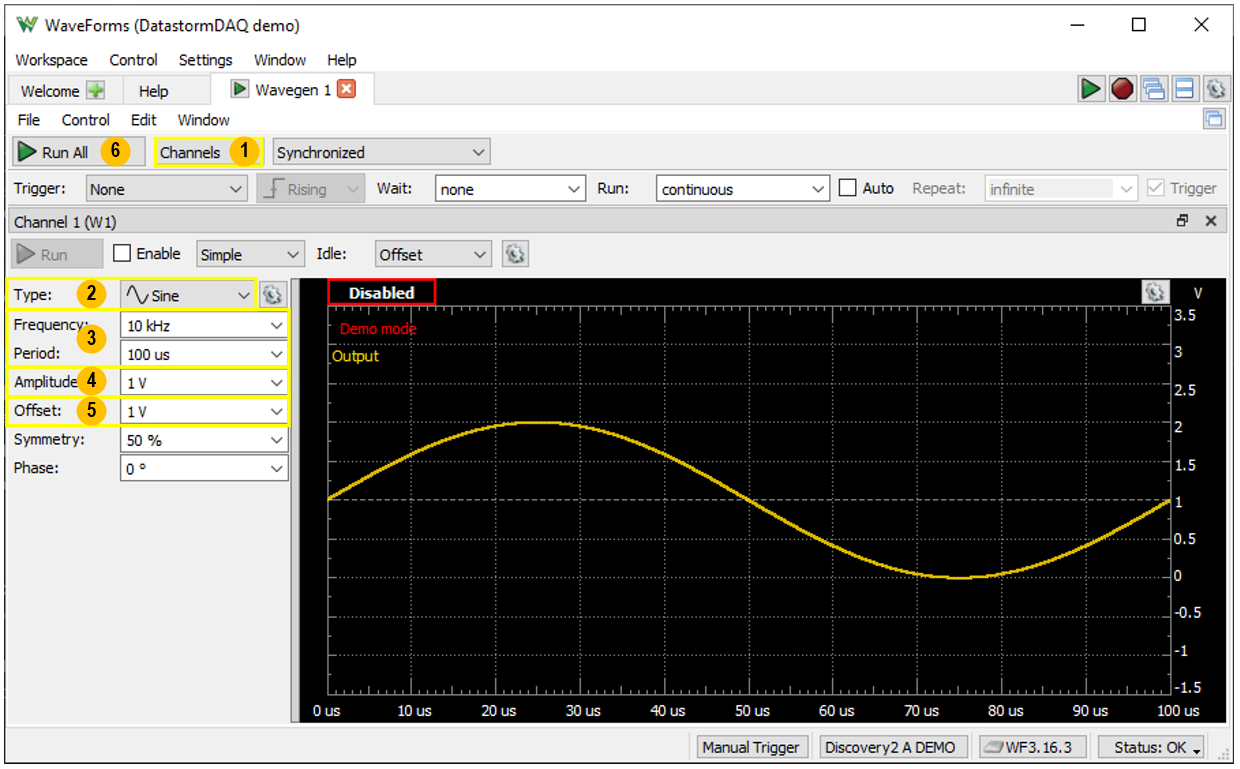 WaveForms (DatastormDAQ demo)
Workspace Control Settings Window Help
Welcome Help Wavegen 1
File Control Edit Window
Run All 6 Channels 1 Synchronized
Trigger: None Rising Wait: none Run: continuous Auto Repeat: infinite Trigger
Channel 1 (W1)
Run Enable Simple Idle: Offset
Type: 2 Sine
Disabled V
Frequency: 10 kHz
3
Period: 100 us
Amplitude 4 1 V
Offset: 5 1 V
Symmetry: 50 %
Phase: 0 °
Demo mode
Output
3.5
3
2.5
2
1.5
1
0.5
0
-0.5
-1
-1.5
0 us 10 us 20 us 30 us 40 us 50 us 60 us 70 us 80 us 90 us 100 us
Manual Trigger Discovery2 A DEMO WF3.16.3 Status: OK